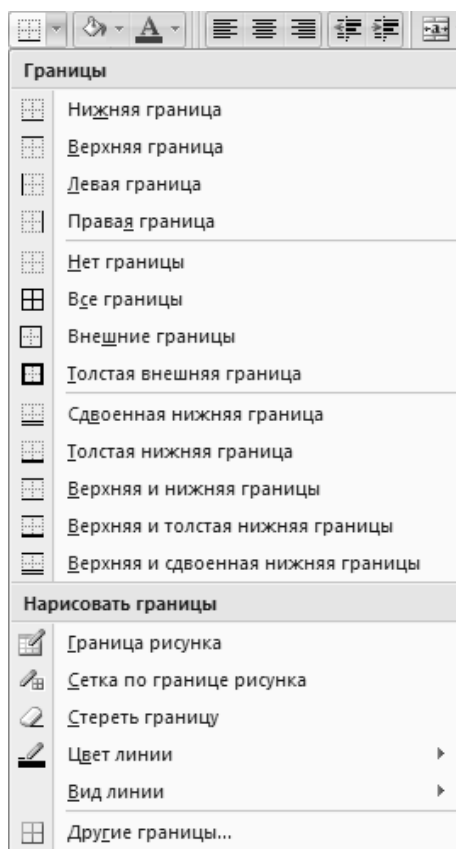 A
a
Границы
Нижняя граница
Верхняя граница
Левая граница
Правая граница
Нет границы
Все границы
Внешние границы
Толстая внешняя граница
Сдвоенная нижняя граница
Толстая нижняя граница
Верхняя и нижняя границы
Верхняя и толстая нижняя границы
Верхняя и сдвоенная нижняя границы
Нарисовать границы
Граница рисунка
Сетка по границе рисунка
Стереть границу
Цвет линии
Вид линии
Другие границы...